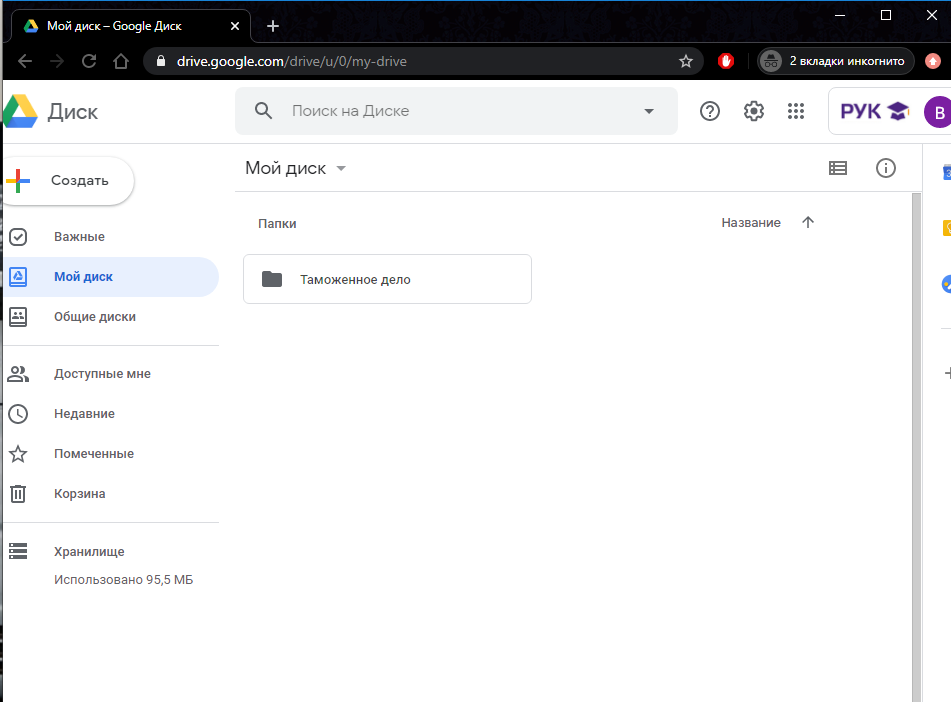 Мой диск – Google Диск
drive.google.com/drive/u/0/my-drive
2 вкладки инкогнито
Диск
Поиск на Диске
РУК
В
Создать
Мой диск
Важные
Папки
Название
Мой диск
Таможенное дело
Общие диски
Доступные мне
Недавние
Помеченные
Корзина
Хранилище
Использовано 95,5 МБ